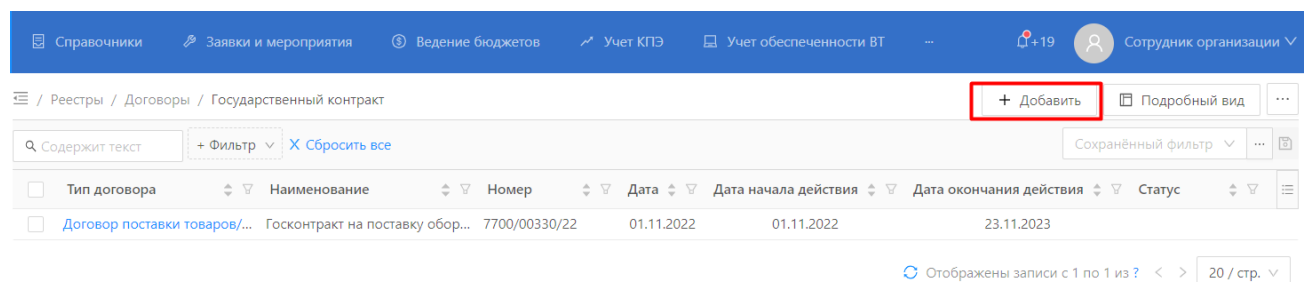 Справочники Заявки и мероприятия Ведение бюджетов Учет КПЭ Учет обеспеченности ВТ ... +19 Сотрудник организации
/ Реестры / Договоры / Государственный контракт + Добавить Подробный вид ...
Содержит текст + Фильтр X Сбросить все Сохранённый фильтр ...
Тип договора Наименование Номер Дата Дата начала действия Дата окончания действия Статус
Договор поставки товаров/... Госконтракт на поставку обор... 7700/00330/22 01.11.2022 01.11.2022 23.11.2023
Отображены записи с 1 по 1 из ? < > 20 / стр.